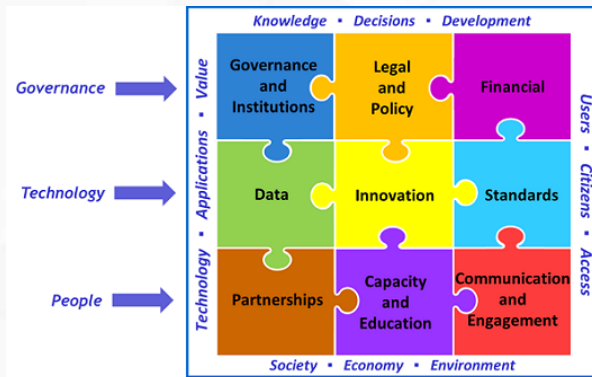 Knowledge ▪ Decisions ▪ Development
Governance
Technology
People
Technology ▪ Applications ▪ Value
Governance
and
Institutions
Legal
and
Policy
Financial
Data
Innovation
Standards
Partnerships
Capacity
and
Education
Communication
and
Engagement
Users ▪ Citizens ▪ Access
Society ▪ Economy ▪ Environment